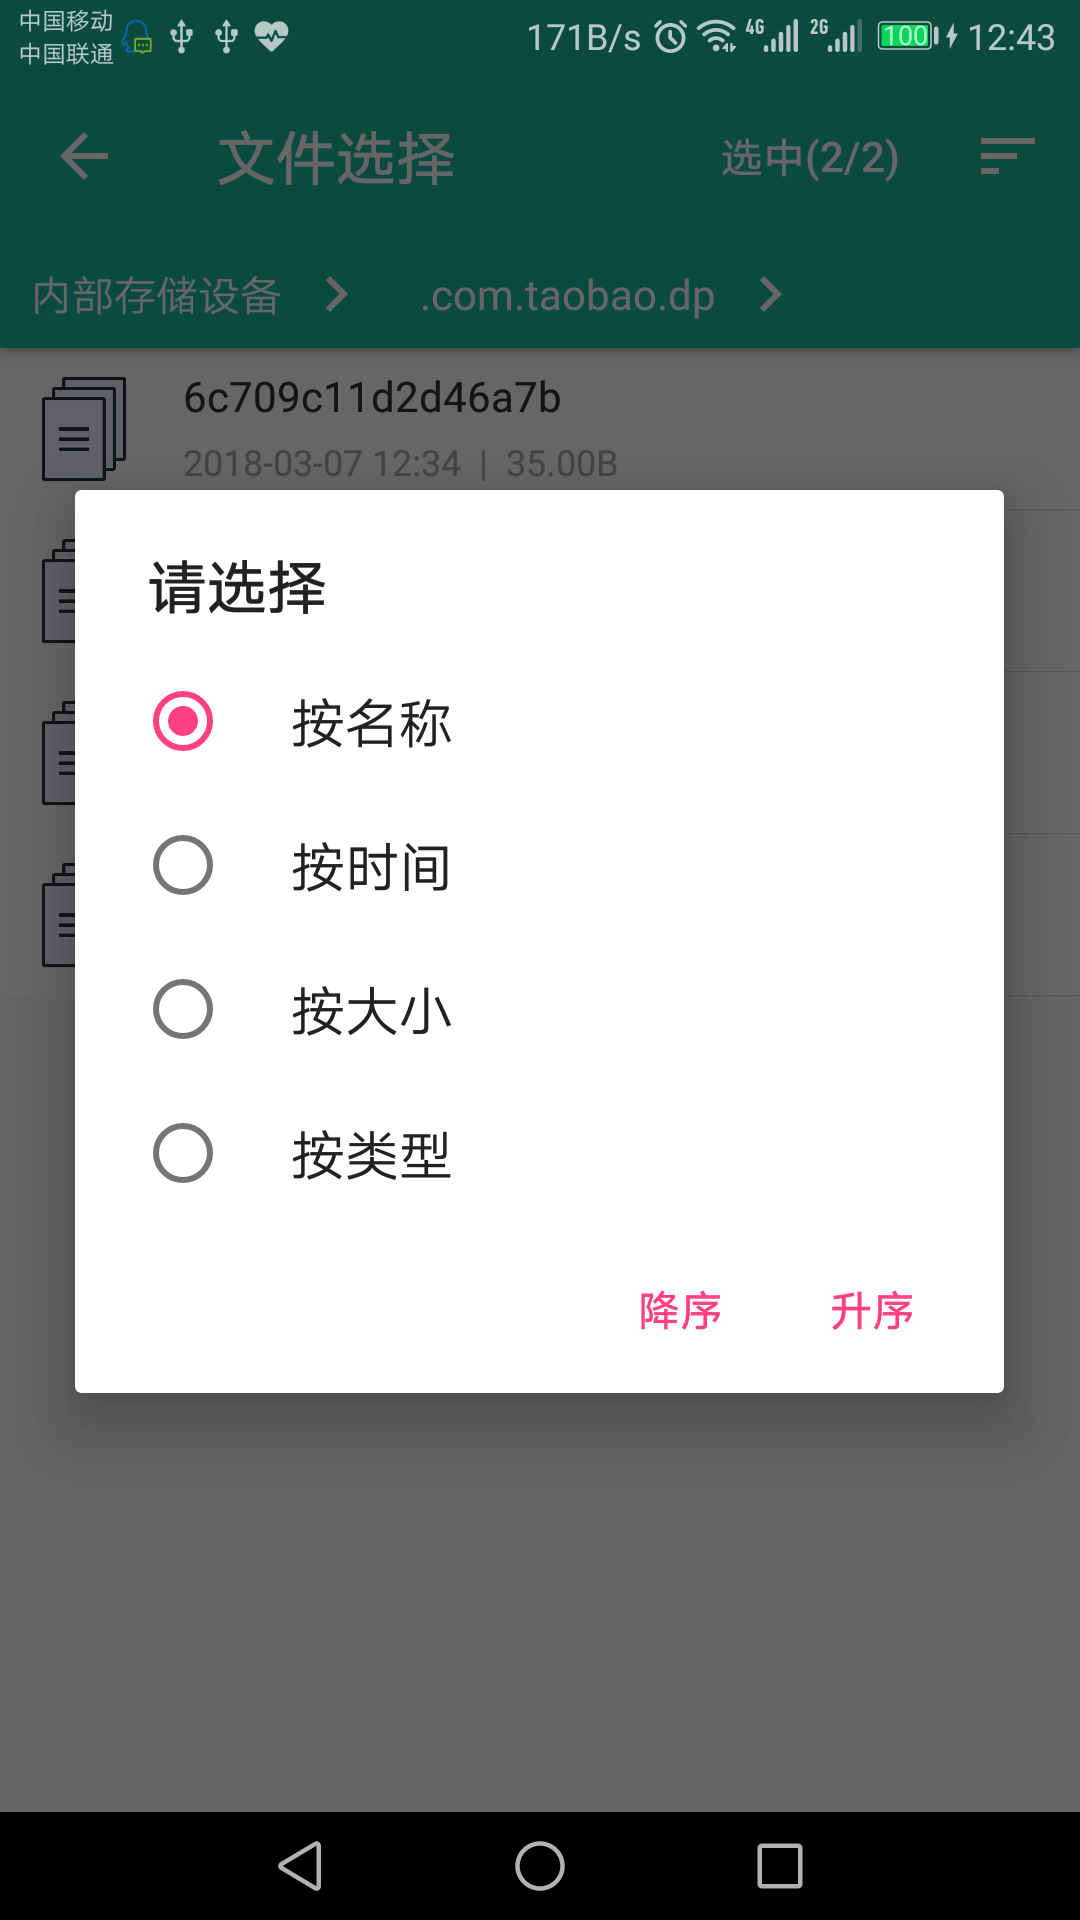 中国移动
中国联通
171B/s 4G 2G 100 12:43
文件选择 选中(2/2)
内部存储设备 .com.taobao.dp
6c709c11d2d46a7b
2018-03-07 12:34 | 35.00B
请选择
按名称
按时间
按大小
按类型
降序 升序